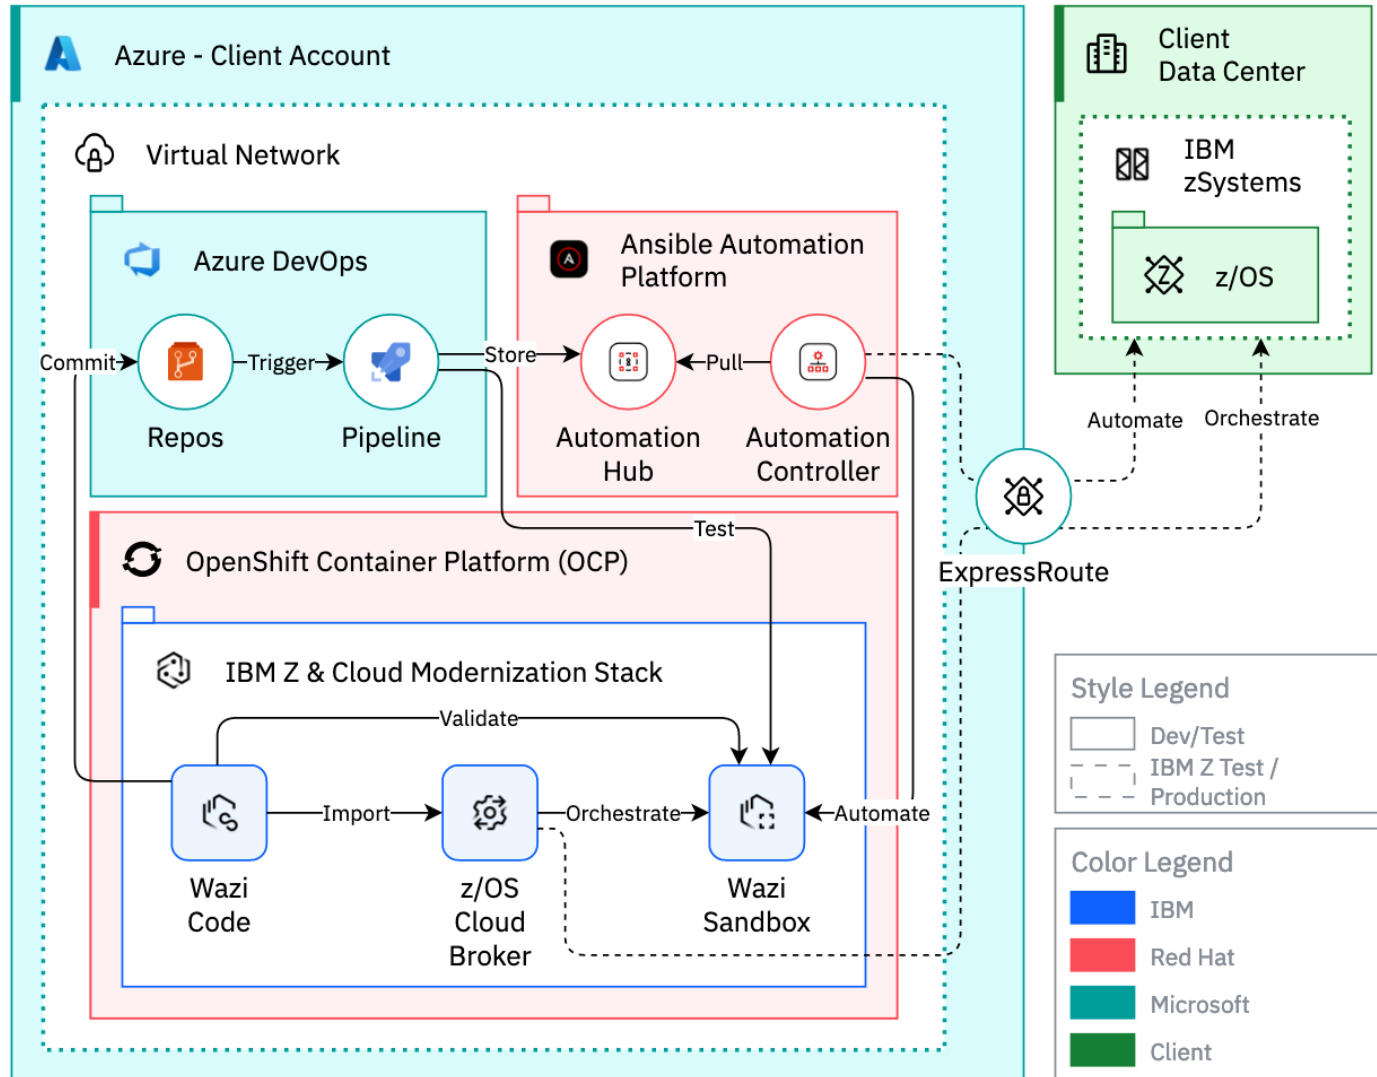 Azure - Client Account
Client
Data Center
Virtual Network
IBM
zSystems
z/OS
Azure DevOps
Ansible Automation
Platform
Commit
Trigger
Store
Pull
Repos
Pipeline
Automation
Hub
Automation
Controller
Automate
Orchestrate
Test
ExpressRoute
OpenShift Container Platform (OCP)
IBM Z & Cloud Modernization Stack
Validate
Import
Orchestrate
Automate
Wazi
Code
z/OS
Cloud
Broker
Wazi
Sandbox
Style Legend
Dev/Test
IBM Z Test /
Production
Color Legend
IBM
Red Hat
Microsoft
Client